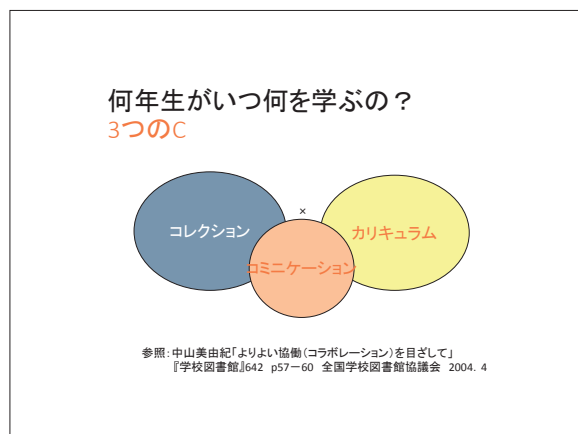 何年生がいつ何を学ぶの？
3つのC
×
コレクション
カリキュラム
コミニケーション
参照：中山美由紀「よりよい協働（コラボレーション）を目ざして」
『学校図書館』642 p57－60 全国学校図書館協議会 2004．4